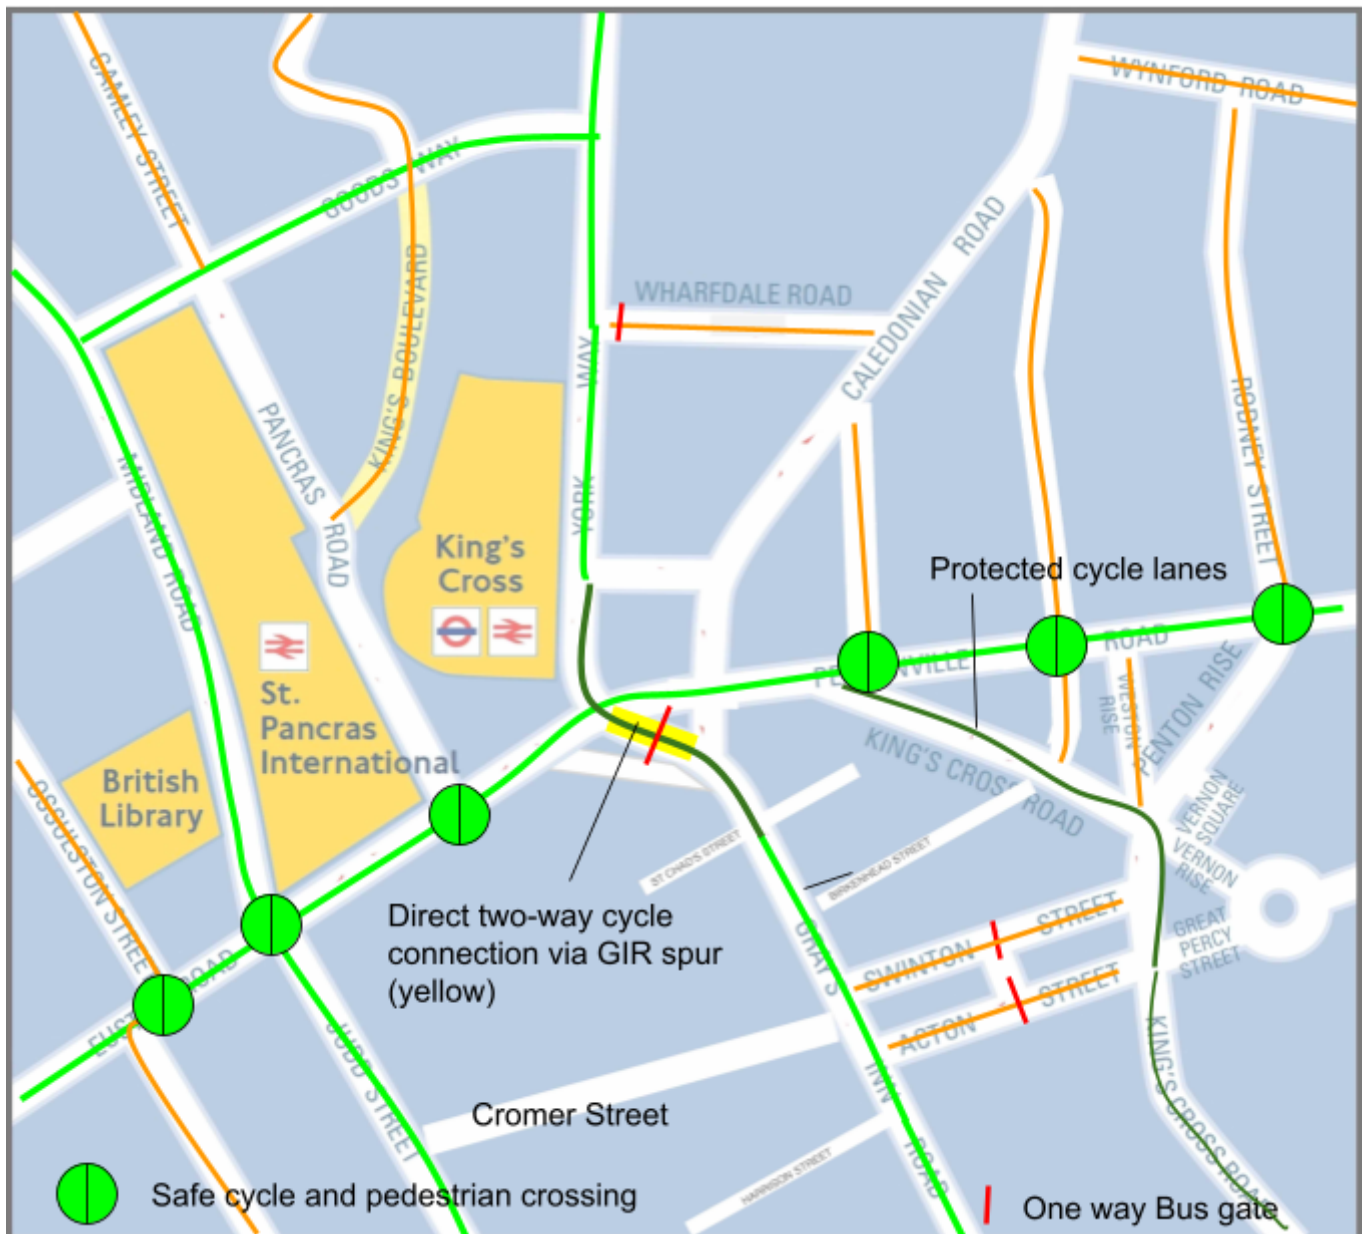 CAMLEY STREET
GOODS WAY
WYNFORD ROAD
KING'S BOULEVARD
WHARFDALE ROAD
CALEDONIAN ROAD
YORK WAY
PANCRAS ROAD
MIDLAND ROAD
RODNEY STREET
King's
Cross
Protected cycle lanes
PENTONVILLE ROAD
St.
Pancras
International
WESTON
RISE
PENTON RISE
KING'S CROSS ROAD
British
Library
OSSULSTON STREET
VERNON
SQUARE
VERNON
RISE
ST CHAD'S STREET
BIRKENHEAD STREET
Direct two-way cycle
connection via GIR spur
(yellow)
GRAY'S INN ROAD
SWINTON STREET
GREAT
PERCY
STREET
ACTON STREET
EUSTON ROAD
JUDD STREET
KING'S CROSS ROAD
Cromer Street
HARRISON STREET
Safe cycle and pedestrian crossing
One way Bus gate